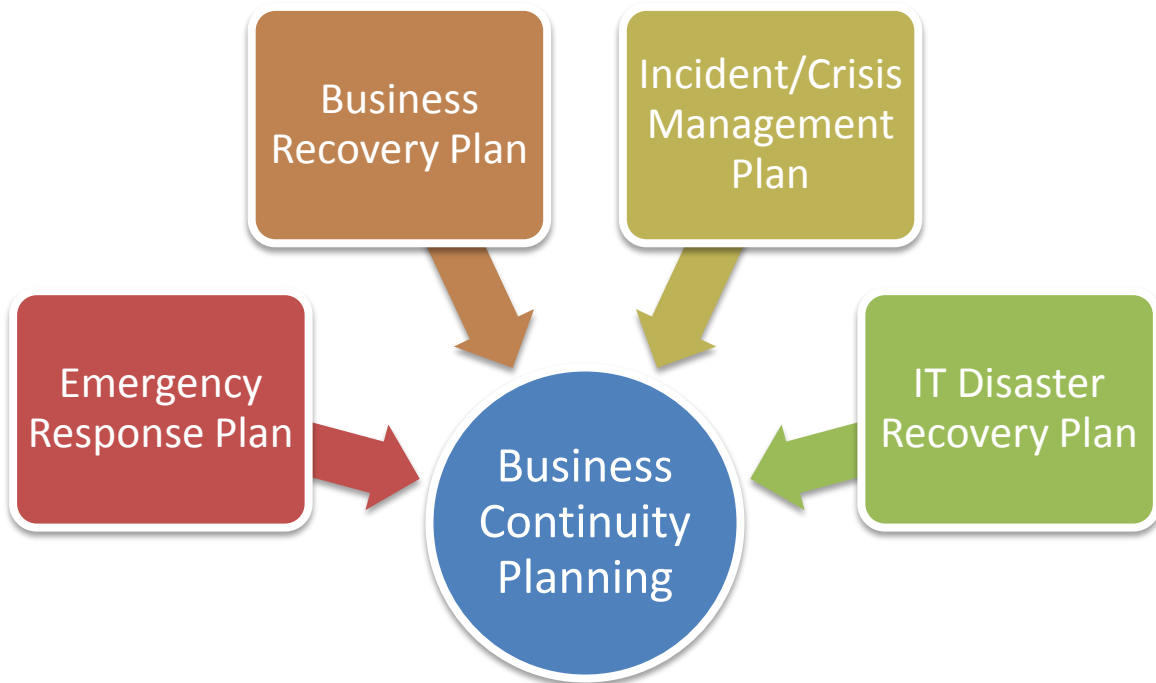 Business
Recovery Plan
Incident/Crisis
Management
Plan
Emergency
Response Plan
IT Disaster
Recovery Plan
Business
Continuity
Planning